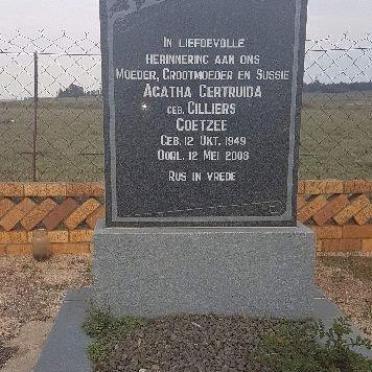 In liefdevolle
herinnering aan ons
Moeder, Grootmoeder en Sussie
Agatha Gertruida
geb. Cilliers
Coetzee
Geb. 12 Okt. 1949
Oorl. 12 Mei 2008
Rus in vrede